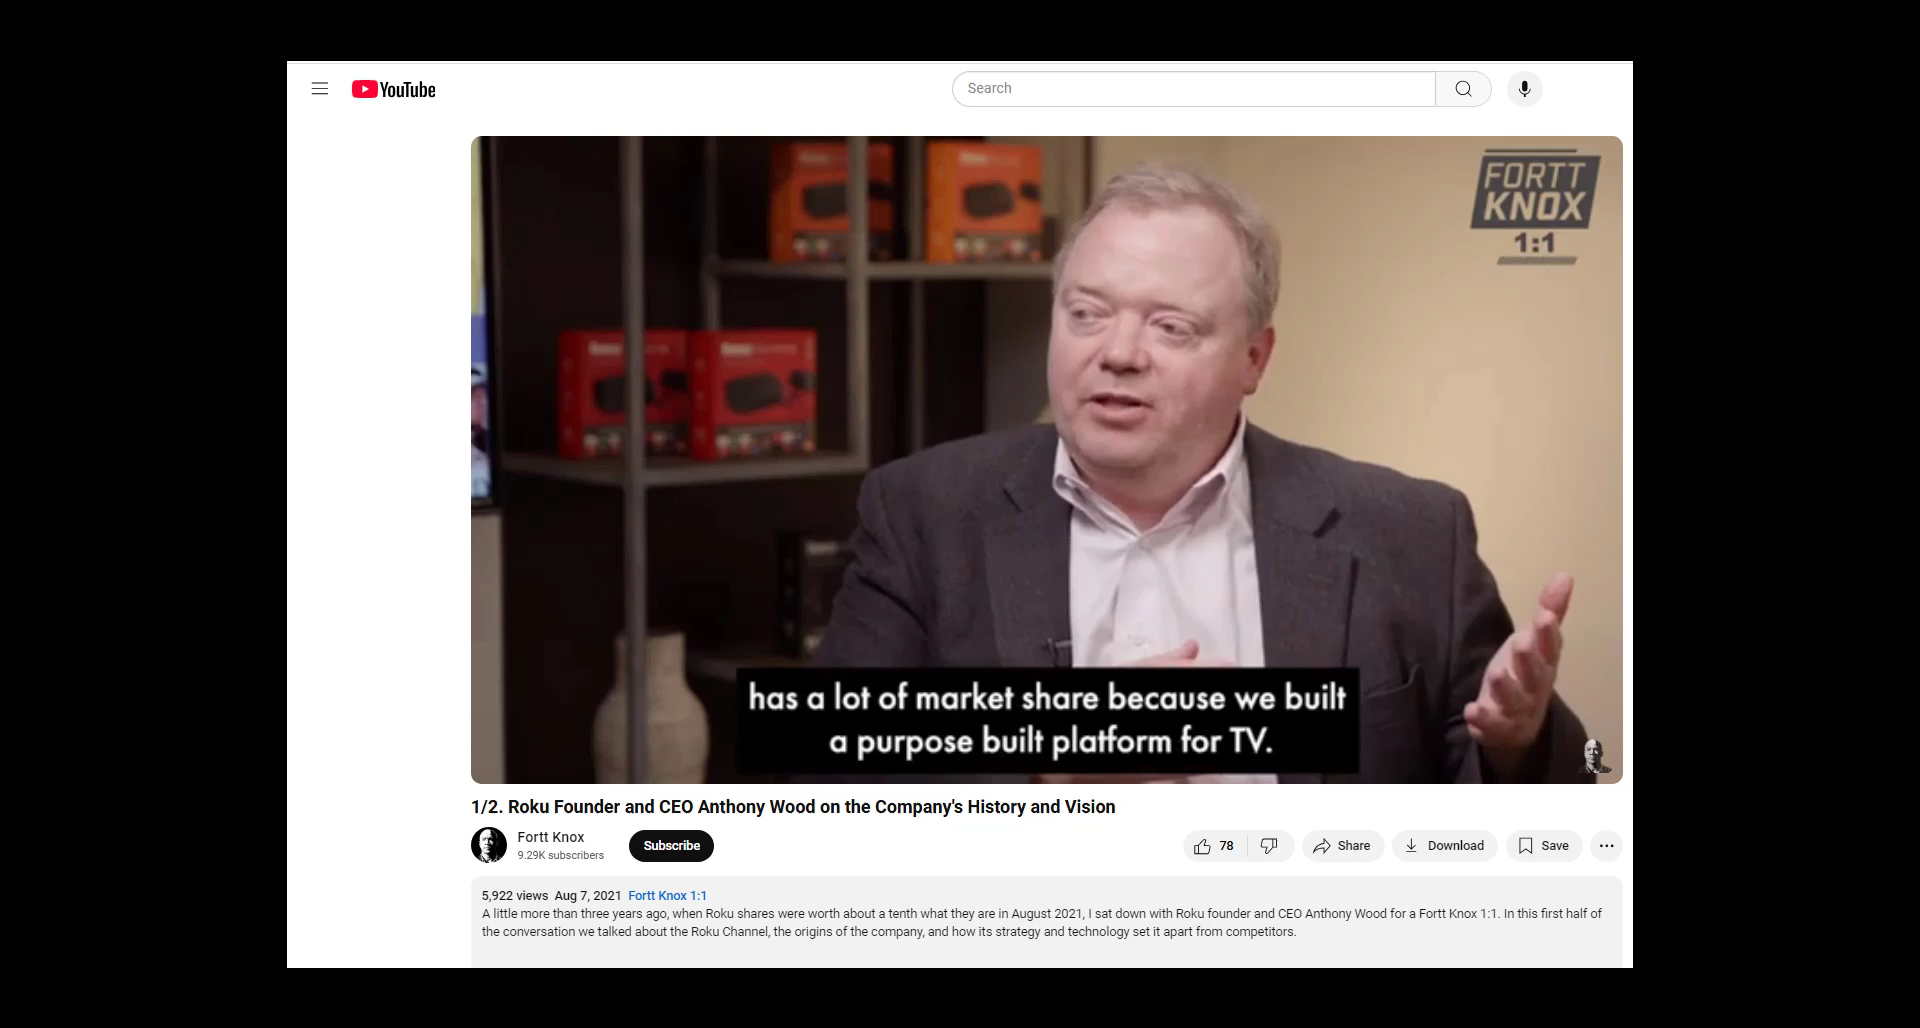 YouTube
Search
FORTT
KNOX
1:1
has a lot of market share because we built
a purpose built platform for TV.
1/2. Roku Founder and CEO Anthony Wood on the Company's History and Vision
Fortt Knox
9.29K subscribers
Subscribe
78
Share
Download
Save
5,922 views Aug 7, 2021 Fortt Knox 1:1
A little more than three years ago, when Roku shares were worth about a tenth what they are in August 2021, I sat down with Roku founder and CEO Anthony Wood for a Fortt Knox 1:1. In this first half of
the conversation we talked about the Roku Channel, the origins of the company, and how its strategy and technology set it apart from competitors.